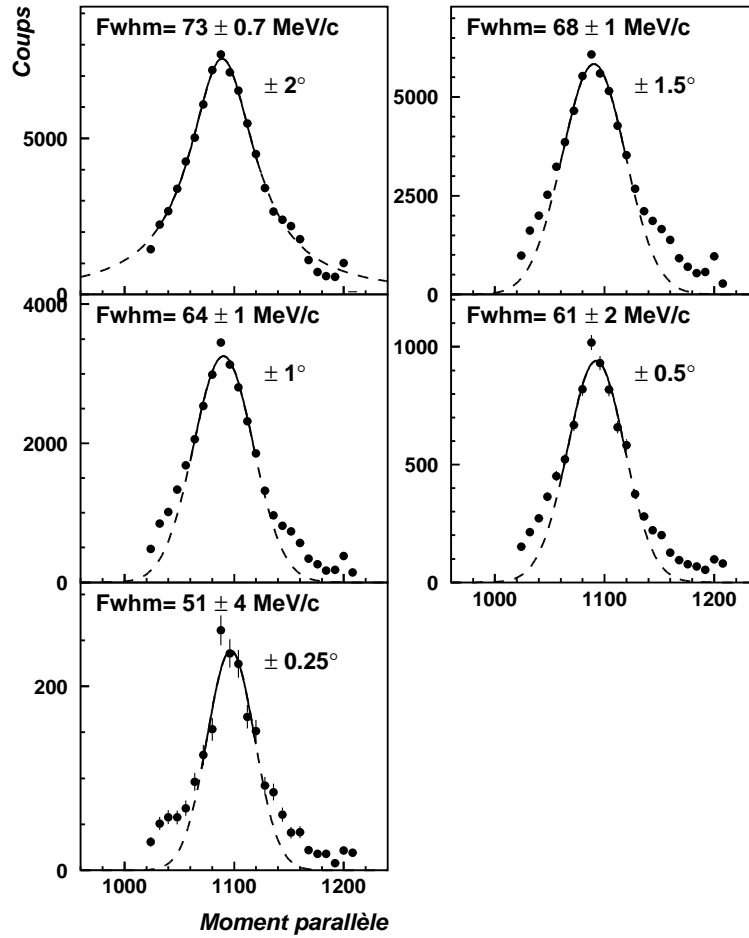 Coups
Fwhm= 73 ± 0.7 MeV/c
± 2°
5000
0
Fwhm= 68 ± 1 MeV/c
± 1.5°
5000
2500
0
Fwhm= 64 ± 1 MeV/c
± 1°
4000
2000
0
Fwhm= 61 ± 2 MeV/c
± 0.5°
1000
500
0
1000 1100 1200
Fwhm= 51 ± 4 MeV/c
± 0.25°
200
0
1000 1100 1200
Moment parallèle